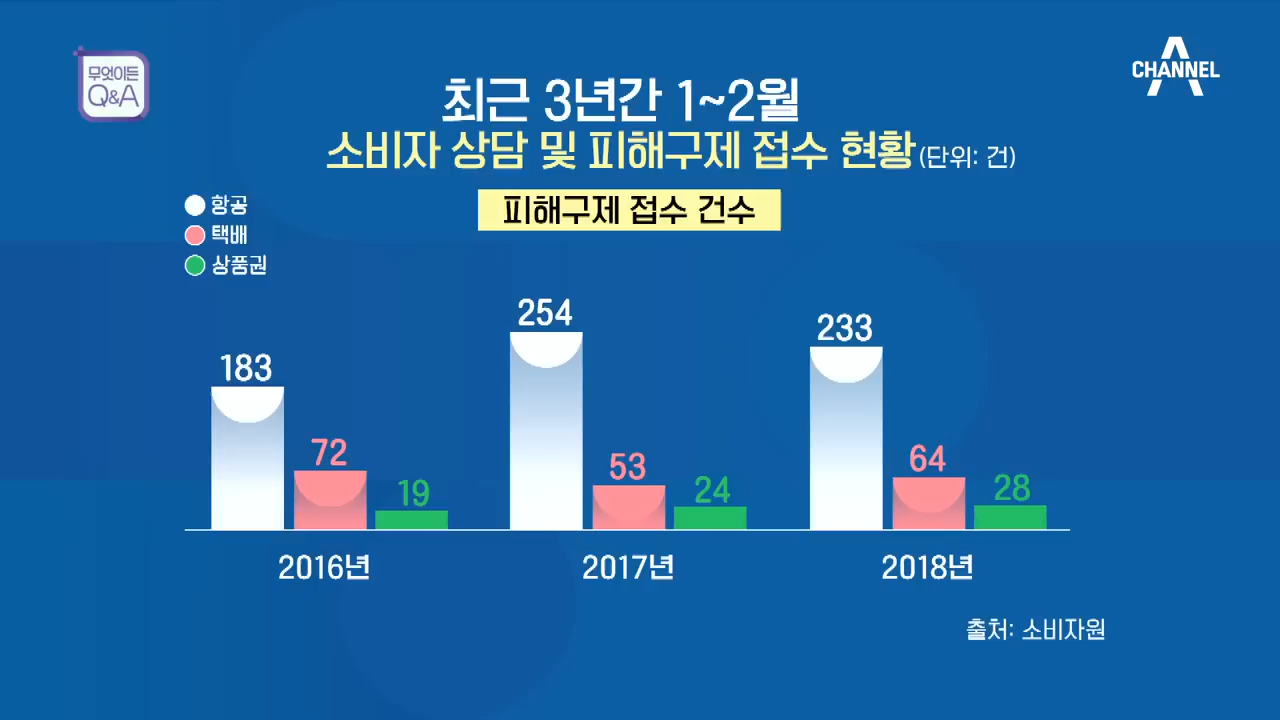 무엇이든
Q&A
CHANNEL A
최근 3년간 1~2월
소비자 상담 및 피해구제 접수 현황(단위: 건)
피해구제 접수 건수
항공
택배
상품권
183
72
19
254
53
24
233
64
28
2016년
2017년
2018년
출처: 소비자원